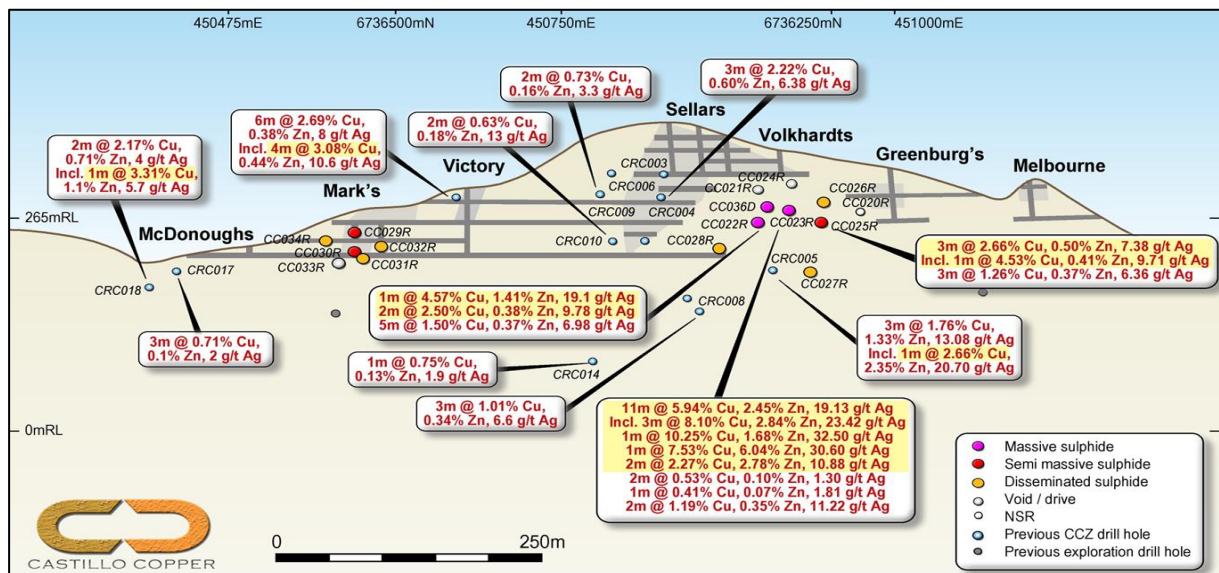 450475mE
6736500mN
450750mE
6736250mN
451000mE
3m @ 2.22% Cu,
0.60% Zn, 6.38 g/t Ag
2m @ 0.73% Cu,
0.16% Zn, 3.3 g/t Ag
6m @ 2.69% Cu,
0.38% Zn, 8 g/t Ag
Incl. 4m @ 3.08% Cu,
0.44% Zn, 10.6 g/t Ag
2m @ 0.63% Cu,
0.18% Zn, 13 g/t Ag
2m @ 2.17% Cu,
0.71% Zn, 4 g/t Ag
Incl. 1m @ 3.31% Cu,
1.1% Zn, 5.7 g/t Ag
Sellars
Volkhardts
Greenburg's
Melbourne
Victory
Mark's
McDonoughs
265mRL
0mRL
CRC003
CRC006
CRC009
CRC004
CC024R
CC021R
CC036D
CC022R
CC023R
CC026R
CC020R
CC025R
CRC010
CC028R
CRC005
CC027R
CRC008
CRC014
CC029R
CC034R
CC030R
CC032R
CC033R
CC031R
CRC017
CRC018
3m @ 2.66% Cu, 0.50% Zn, 7.38 g/t Ag
Incl. 1m @ 4.53% Cu, 0.41% Zn, 9.71 g/t Ag
3m @ 1.26% Cu, 0.37% Zn, 6.36 g/t Ag
1m @ 4.57% Cu, 1.41% Zn, 19.1 g/t Ag
2m @ 2.50% Cu, 0.38% Zn, 9.78 g/t Ag
5m @ 1.50% Cu, 0.37% Zn, 6.98 g/t Ag
3m @ 0.71% Cu,
0.1% Zn, 2 g/t Ag
3m @ 1.76% Cu,
1.33% Zn, 13.08 g/t Ag
Incl. 1m @ 2.66% Cu,
2.35% Zn, 20.70 g/t Ag
1m @ 0.75% Cu,
0.13% Zn, 1.9 g/t Ag
3m @ 1.01% Cu,
0.34% Zn, 6.6 g/t Ag
11m @ 5.94% Cu, 2.45% Zn, 19.13 g/t Ag
Incl. 3m @ 8.10% Cu, 2.84% Zn, 23.42 g/t Ag
1m @ 10.25% Cu, 1.68% Zn, 32.50 g/t Ag
1m @ 7.53% Cu, 6.04% Zn, 30.60 g/t Ag
2m @ 2.27% Cu, 2.78% Zn, 10.88 g/t Ag
2m @ 0.53% Cu, 0.10% Zn, 1.30 g/t Ag
1m @ 0.41% Cu, 0.07% Zn, 1.81 g/t Ag
2m @ 1.19% Cu, 0.35% Zn, 11.22 g/t Ag
Massive sulphide
Semi massive sulphide
Disseminated sulphide
Void / drive
NSR
Previous CCZ drill hole
Previous exploration drill hole
CASTILLO COPPER
0
250m